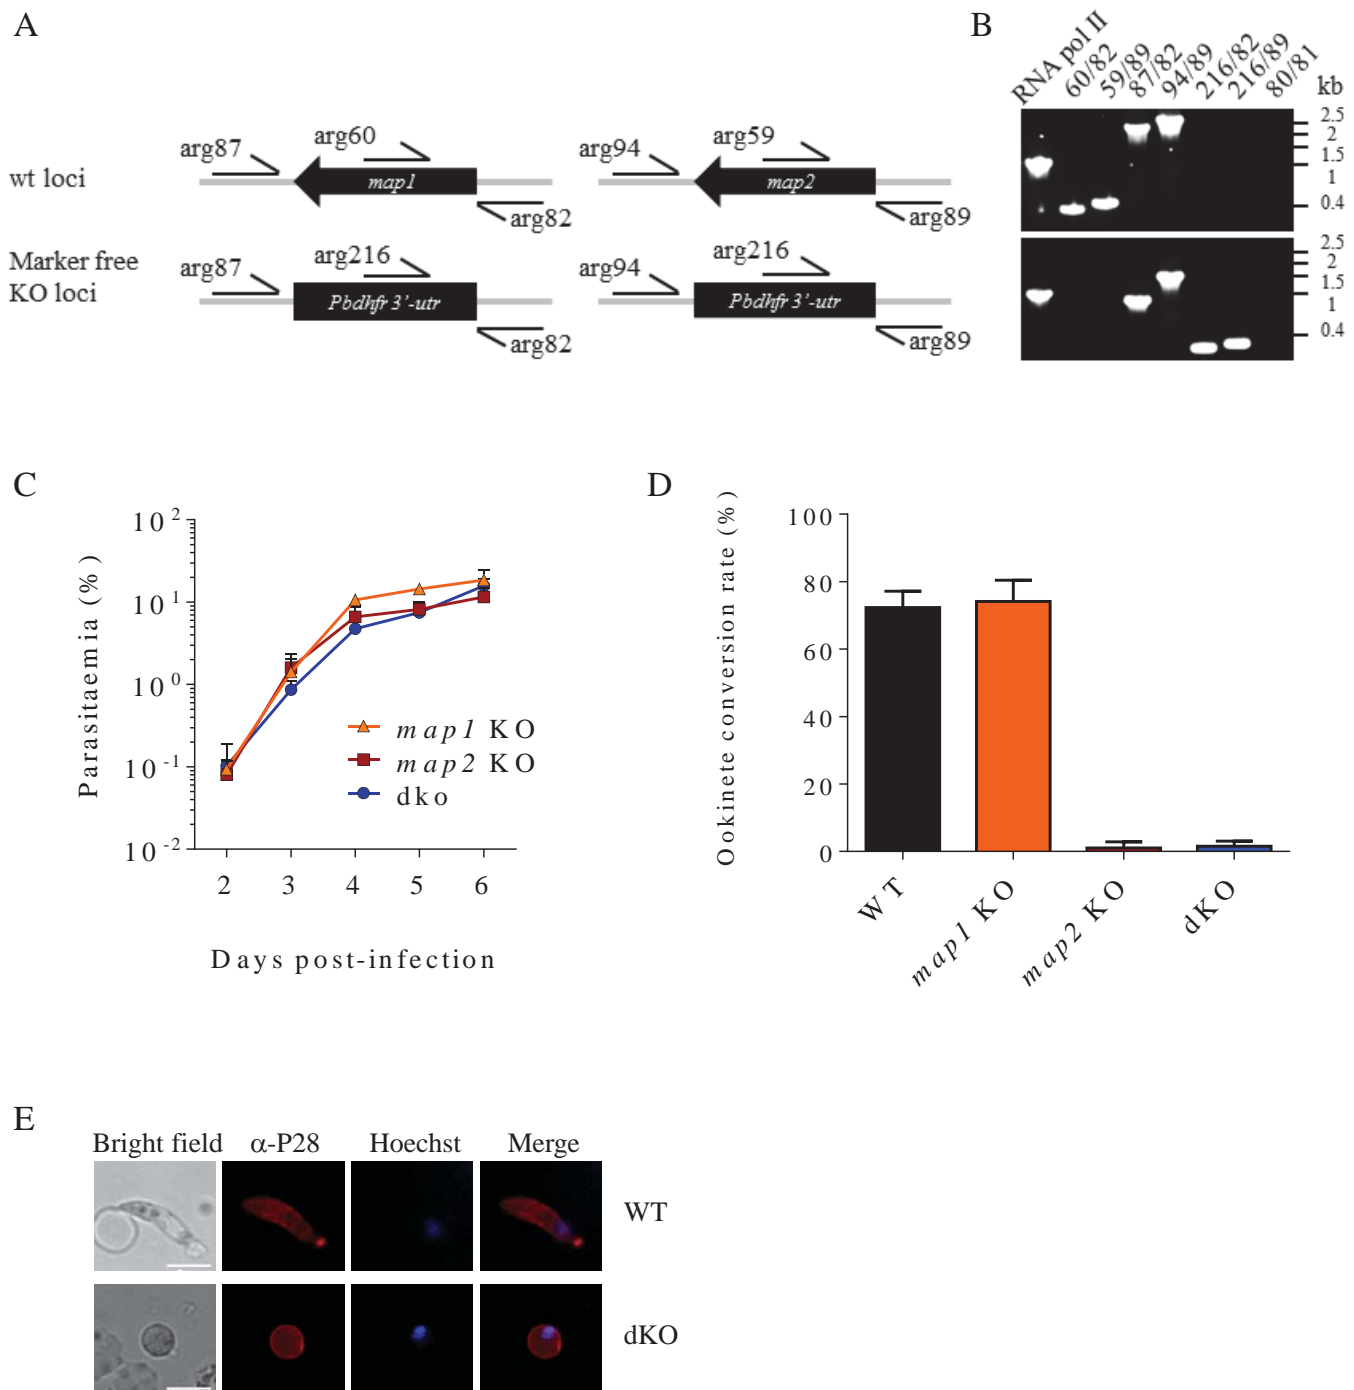 A
wt loci
arg87
arg60
map1
arg82
arg94
arg59
map2
arg89
Marker free
KO loci
arg87
arg216
Pbdhfr 3’-utr
arg82
arg94
arg216
Pbdhfr 3’-utr
arg89
B
RNA pol II
60/82
59/89
87/82
94/89
216/82
216/89
80/81
kb
2.5
2
1.5
1
0.4
2.5
2
1.5
1
0.4
C
Parasitaemia (%)
10^2
10^1
10^0
10^-1
10^-2
map1 KO
map2 KO
dko
2 3 4 5 6
Days post-infection
D
Ookinete conversion rate (%)
100
80
60
40
20
0
WT
map1 KO
map2 KO
dKO
E
Bright field α-P28 Hoechst Merge
WT
dKO